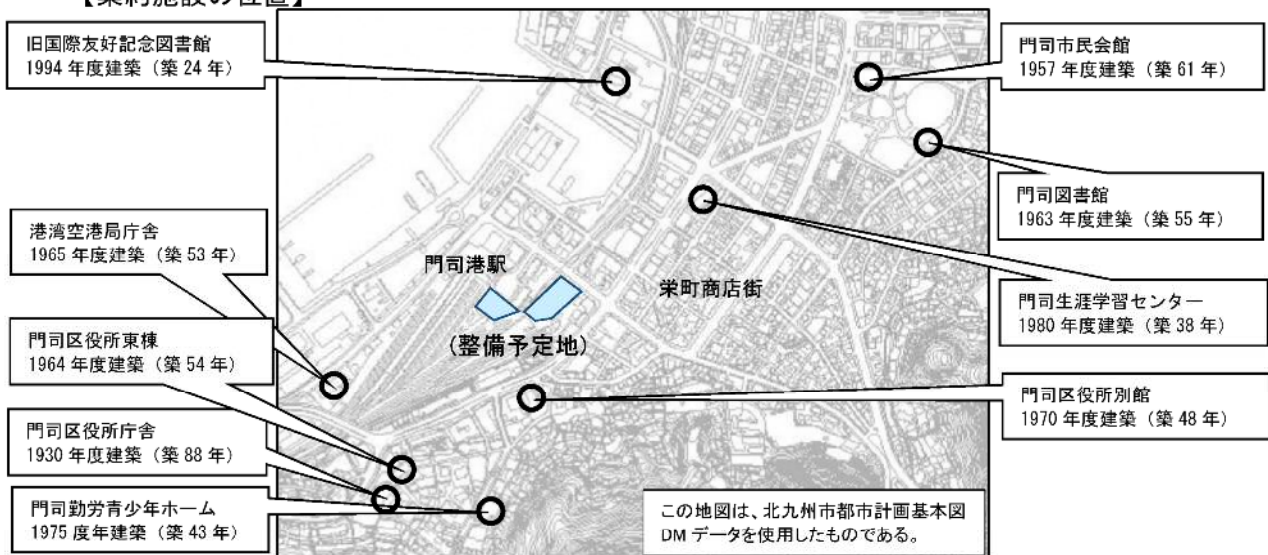 【集約施設の位置】
旧国際友好記念図書館
1994 年度建築（築 24 年）
門司市民会館
1957 年度建築（築 61 年）
門司図書館
1963 年度建築（築 55 年）
港湾空港局庁舎
1965 年度建築（築 53 年）
門司港駅
栄町商店街
（整備予定地）
門司生涯学習センター
1980 年度建築（築 38 年）
門司区役所東棟
1964 年度建築（築 54 年）
門司区役所別館
1970 年度建築（築 48 年）
門司区役所庁舎
1930 年度建築（築 88 年）
門司勤労青少年ホーム
1975 度年建築（築 43 年）
この地図は、北九州市都市計画基本図
DM データを使用したものである。